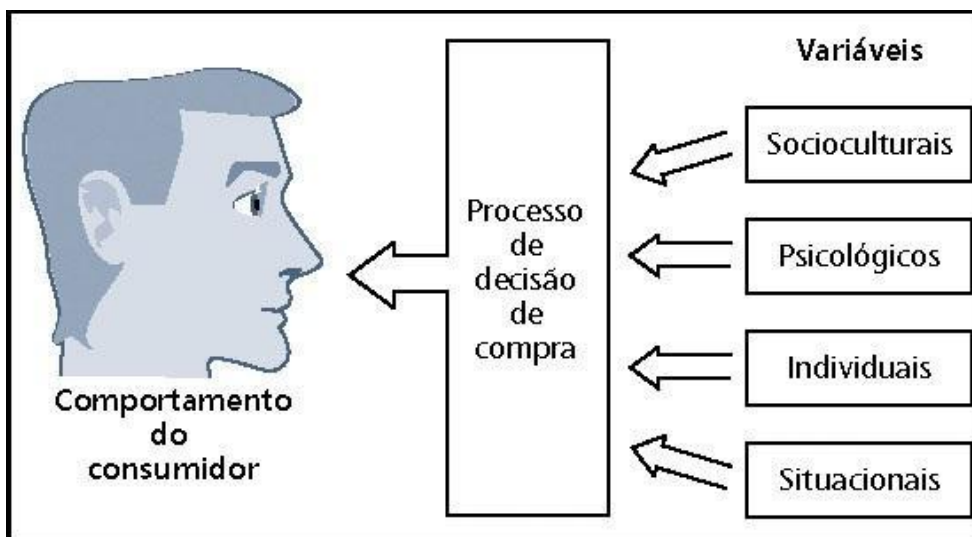 Variáveis
Socioculturais
Psicológicos
Individuais
Situacionais
Processo
de
decisão
de
compra
Comportamento
do
consumidor